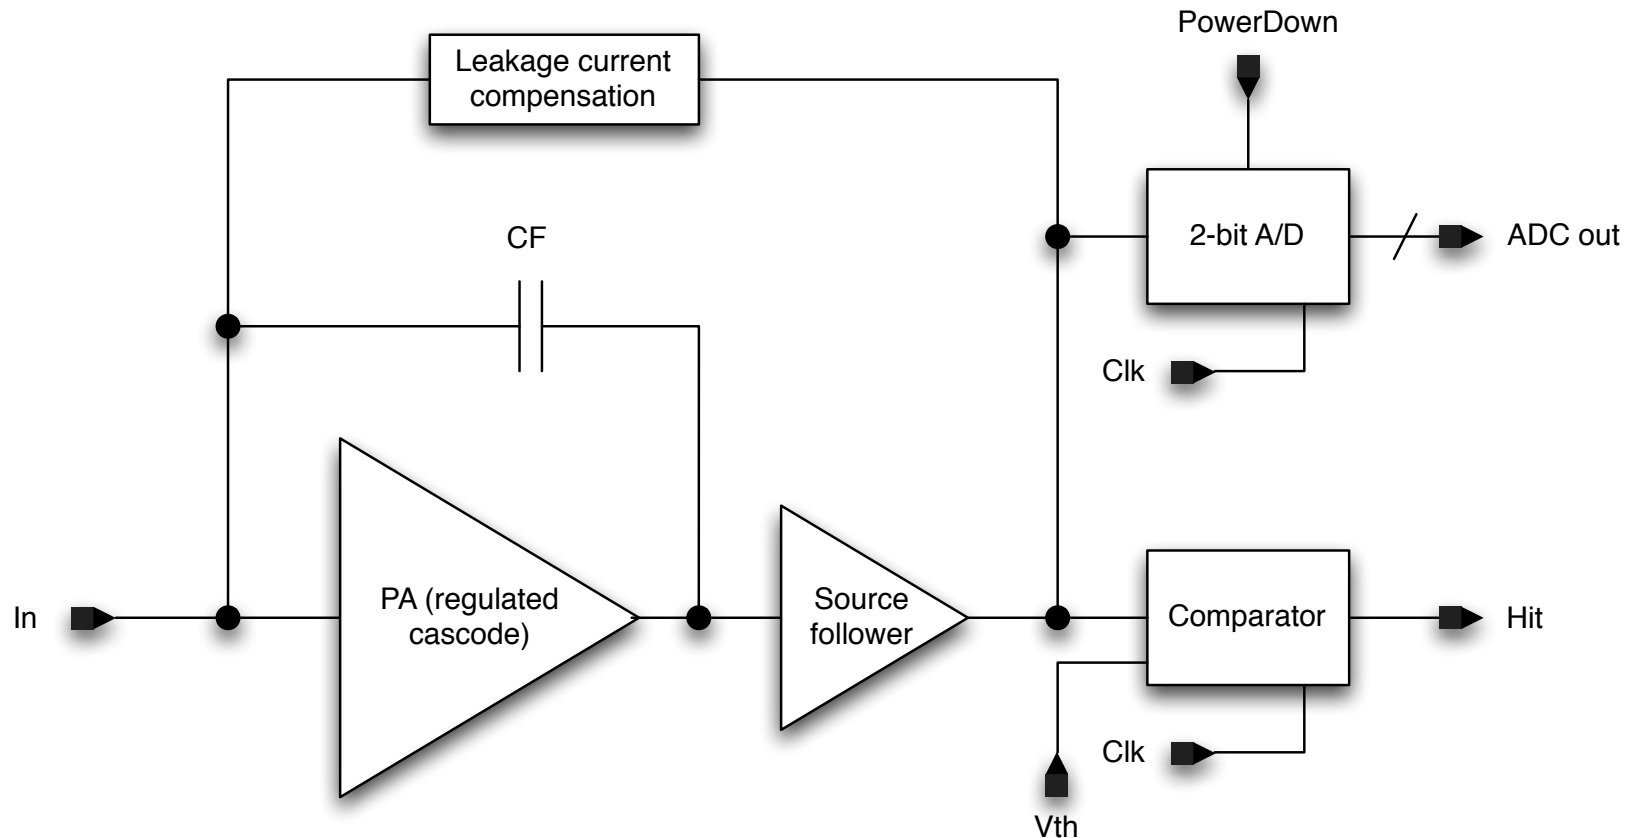 PowerDown
Leakage current
compensation
2-bit A/D
ADC out
CF
Clk
PA (regulated
cascode)
Source
follower
In
Comparator
Hit
Clk
Vth